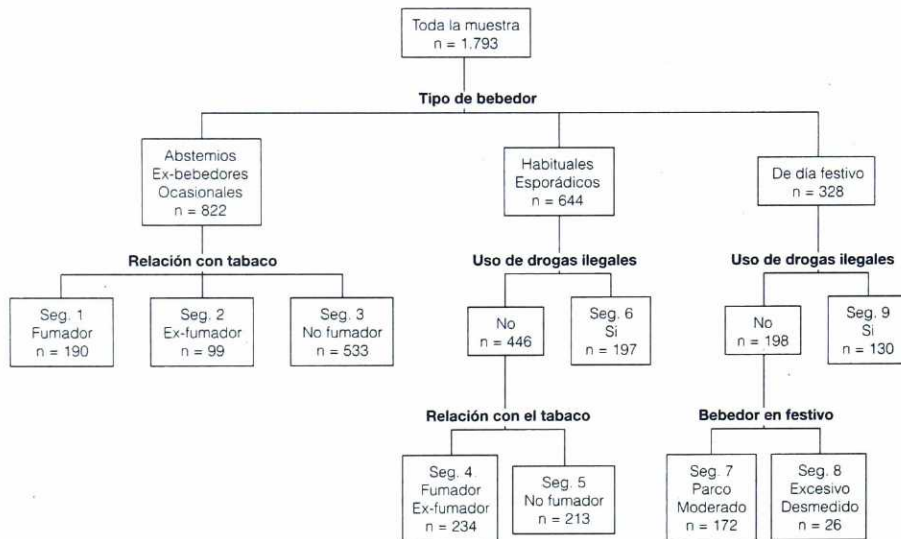 Toda la muestra
n = 1.793
Tipo de bebedor
Abstemios
Ex-bebedores
Ocasionales
n = 822
Habituales
Esporádicos
n = 644
De día festivo
n = 328
Relación con tabaco
Uso de drogas ilegales
Uso de drogas ilegales
Seg. 1
Fumador
n = 190
Seg. 2
Ex-fumador
n = 99
Seg. 3
No fumador
n = 533
No
n = 446
Seg. 6
Si
n = 197
No
n = 198
Seg. 9
Si
n = 130
Relación con el tabaco
Bebedor en festivo
Seg. 4
Fumador
Ex-fumador
n = 234
Seg. 5
No fumador
n = 213
Seg. 7
Parco
Moderado
n = 172
Seg. 8
Excesivo
Desmedido
n = 26